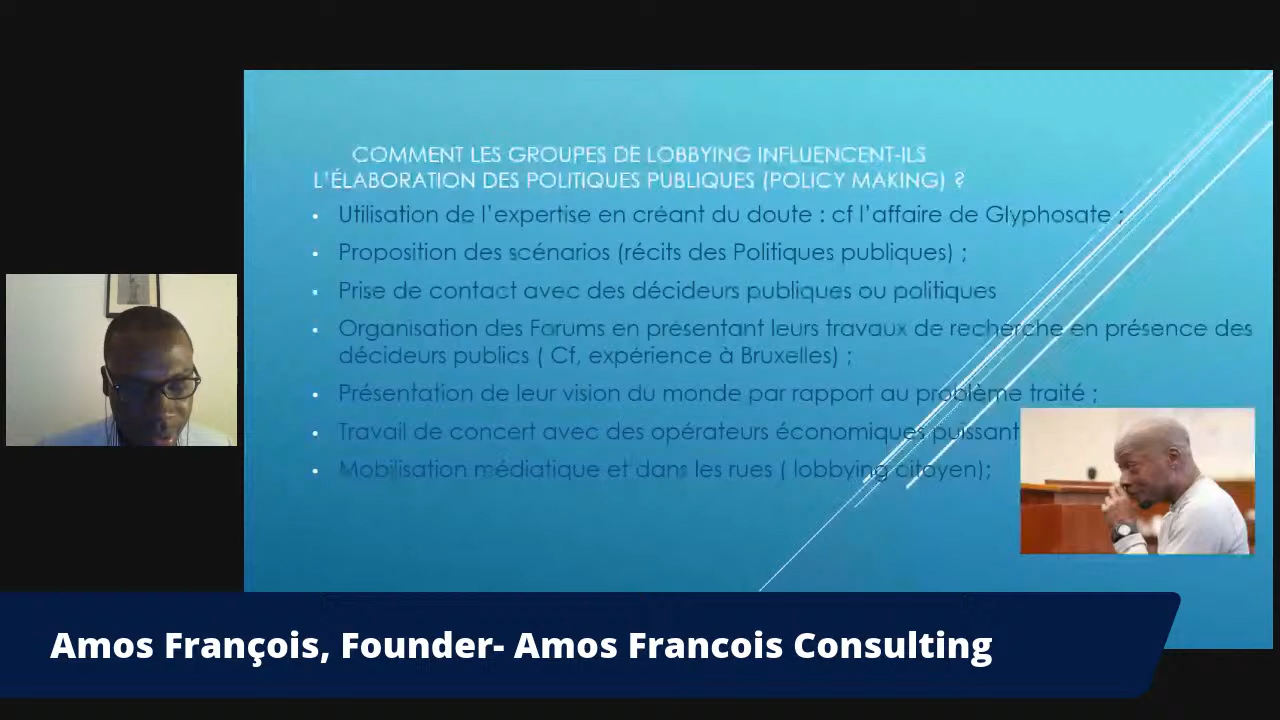 COMMENT LES GROUPES DE LOBBYING INFLUENCENT-ILS
L'ÉLABORATION DES POLITIQUES PUBLIQUES (POLICY MAKING) ?
• Utilisation de l'expertise en créant du doute : cf l'affaire de Glyphosate ;
• Proposition des scénarios (récits des Politiques publiques) ;
• Prise de contact avec des décideurs publiques ou politiques
• Organisation des Forums en présentant leurs travaux de recherche en présence des
décideurs publics ( Cf, expérience à Bruxelles) ;
• Présentation de leur vision du monde par rapport au problème traité ;
• Travail de concert avec des opérateurs économiques puissant
• Mobilisation médiatique et dans les rues ( lobbying citoyen);
Amos François, Founder- Amos Francois Consulting